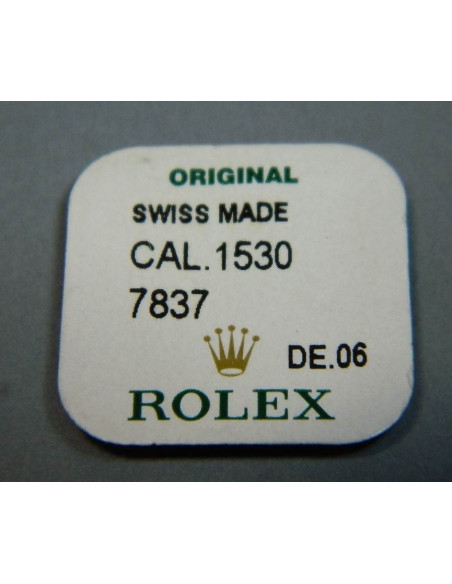 ORIGINAL
SWISS MADE
CAL.1530
7837
DE.06
ROLEX